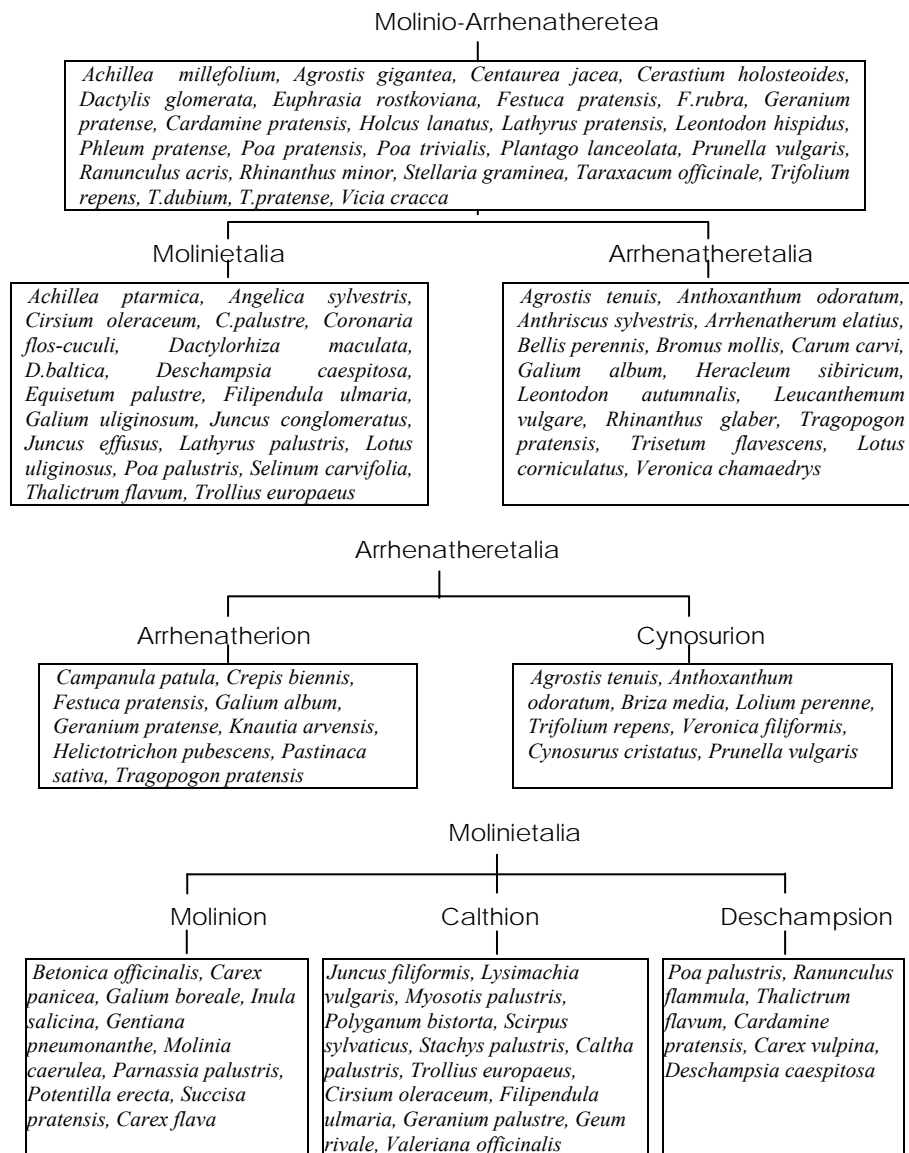 Molinio-Arrhenatheretea
Achillea millefolium, Agrostis gigantea, Centaurea jacea, Cerastium holosteoides,
Dactylis glomerata, Euphrasia rostkoviana, Festuca pratensis, F.rubra, Geranium
pratense, Cardamine pratensis, Holcus lanatus, Lathyrus pratensis, Leontodon hispidus,
Phleum pratense, Poa pratensis, Poa trivialis, Plantago lanceolata, Prunella vulgaris,
Ranunculus acris, Rhinanthus minor, Stellaria graminea, Taraxacum officinale, Trifolium
repens, T.dubium, T.pratense, Vicia cracca
Molinietalia
Achillea ptarmica, Angelica sylvestris,
Cirsium oleraceum, C.palustre, Coronaria
flos-cuculi, Dactylorhiza maculata,
D.baltica, Deschampsia caespitosa,
Equisetum palustre, Filipendula ulmaria,
Galium uliginosum, Juncus conglomeratus,
Juncus effusus, Lathyrus palustris, Lotus
uliginosus, Poa palustris, Selinum carvifolia,
Thalictrum flavum, Trollius europaeus
Arrhenatheretalia
Agrostis tenuis, Anthoxanthum odoratum,
Anthriscus sylvestris, Arrhenatherum elatius,
Bellis perennis, Bromus mollis, Carum carvi,
Galium album, Heracleum sibiricum,
Leontodon autumnalis, Leucanthemum
vulgare, Rhinanthus glaber, Tragopogon
pratensis, Trisetum flavescens, Lotus
corniculatus, Veronica chamaedrys
Arrhenatheretalia
Arrhenatherion
Campanula patula, Crepis biennis,
Festuca pratensis, Galium album,
Geranium pratense, Knautia arvensis,
Helictotrichon pubescens, Pastinaca
sativa, Tragopogon pratensis
Cynosurion
Agrostis tenuis, Anthoxanthum
odoratum, Briza media, Lolium perenne,
Trifolium repens, Veronica filiformis,
Cynosurus cristatus, Prunella vulgaris
Molinietalia
Molinion
Betonica officinalis, Carex
panicea, Galium boreale, Inula
salicina, Gentiana
pneumonanthe, Molinia
caerulea, Parnassia palustris,
Potentilla erecta, Succisa
pratensis, Carex flava
Calthion
Juncus filiformis, Lysimachia
vulgaris, Myosotis palustris,
Polyganum bistorta, Scirpus
sylvaticus, Stachys palustris, Caltha
palustris, Trollius europaeus,
Cirsium oleraceum, Filipendula
ulmaria, Geranium palustre, Geum
rivale, Valeriana officinalis
Deschampsion
Poa palustris, Ranunculus
flammula, Thalictrum
flavum, Cardamine
pratensis, Carex vulpina,
Deschampsia caespitosa